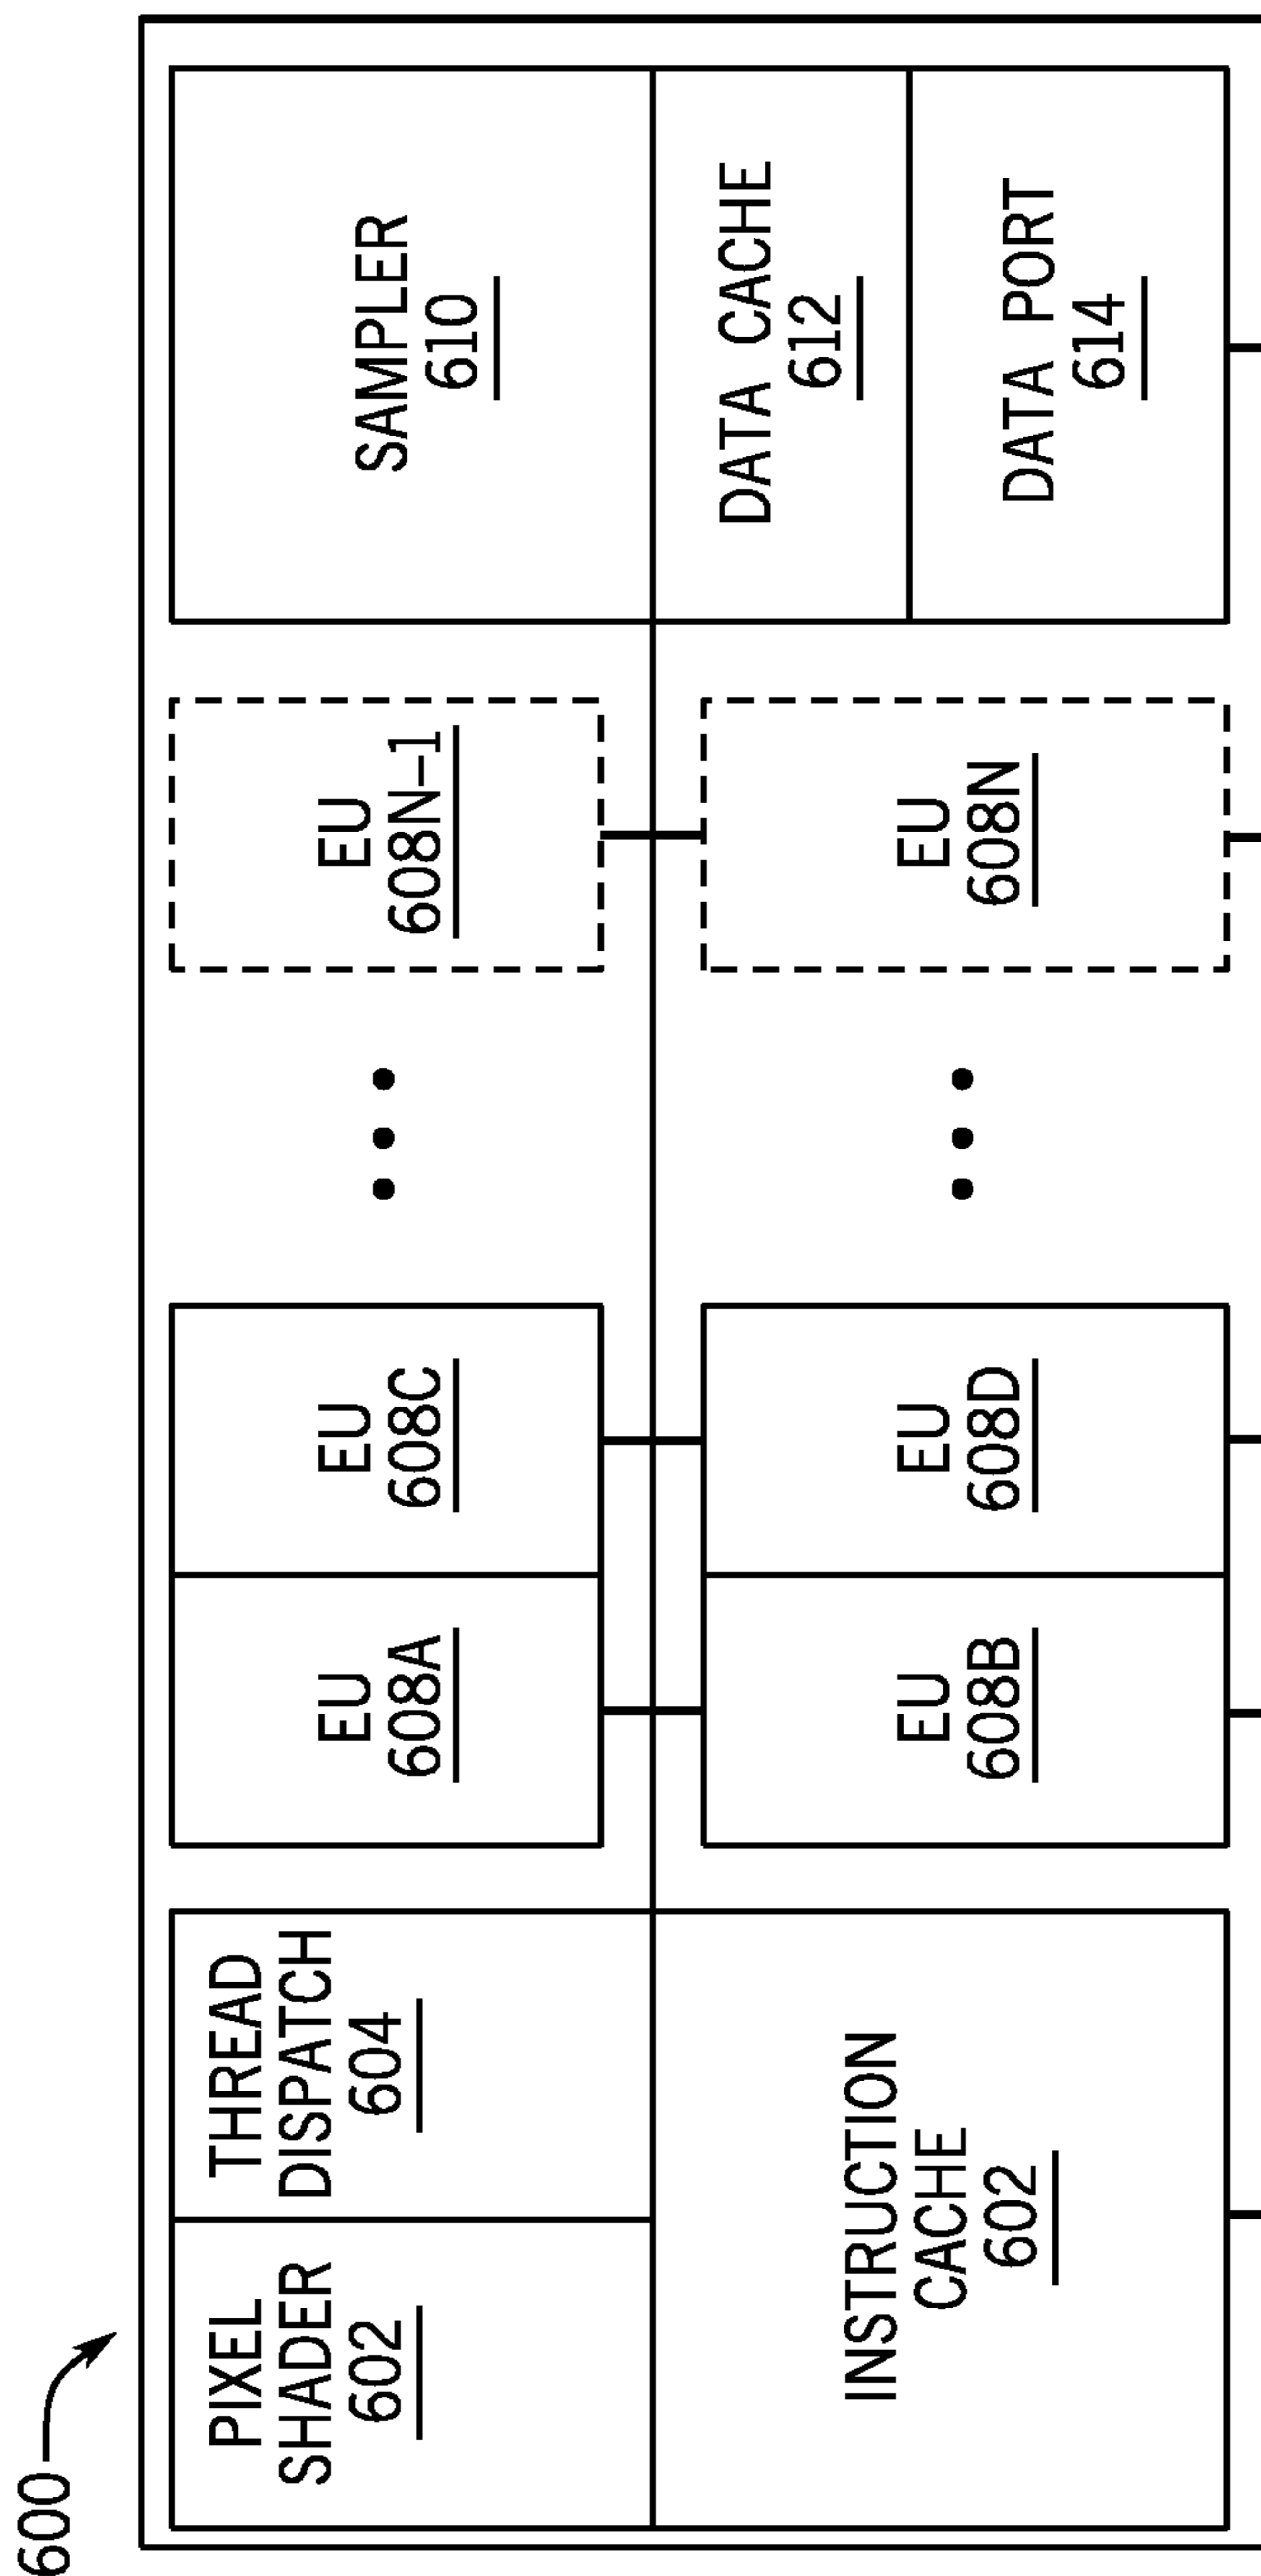 600
PIXEL
SHADER
602
THREAD
DISPATCH
604
INSTRUCTION
CACHE
602
EU
608A
EU
608C
EU
608B
EU
608D
EU
608N-1
EU
608N
SAMPLER
610
DATA CACHE
612
DATA PORT
614